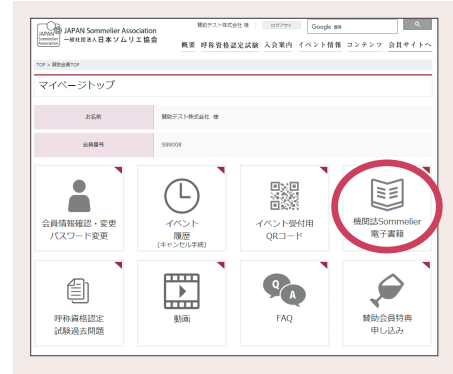 JAPAN
Sommelier
Association
JAPAN Sommelier Association
一般社団法人日本ソムリエ協会
賛助テスト株式会社 様
ログアウト
Google 提供
概要 呼称資格認定試験 入会案内 イベント情報 コンテンツ 会員サイトへ
TOP > 賛助会員TOP
マイページトップ
お名前
賛助テスト株式会社 様
会員番号
S99008
会員情報確認・変更
パスワード変更
イベント
履歴
(キャンセル手続)
イベント受付用
QRコード
機関誌Sommelier
電子書籍
呼称資格認定
試験過去問題
動画
Q
A
FAQ
賛助会員特典
申し込み